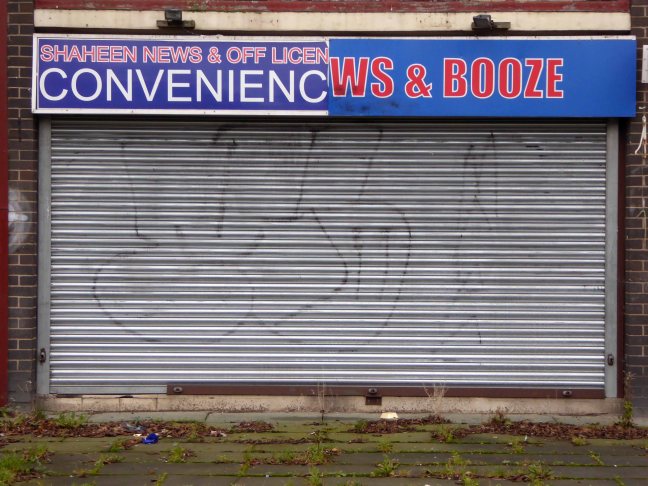 SHAHEEN NEWS & OFF LICEN
CONVENIENC
WS & BOOZE